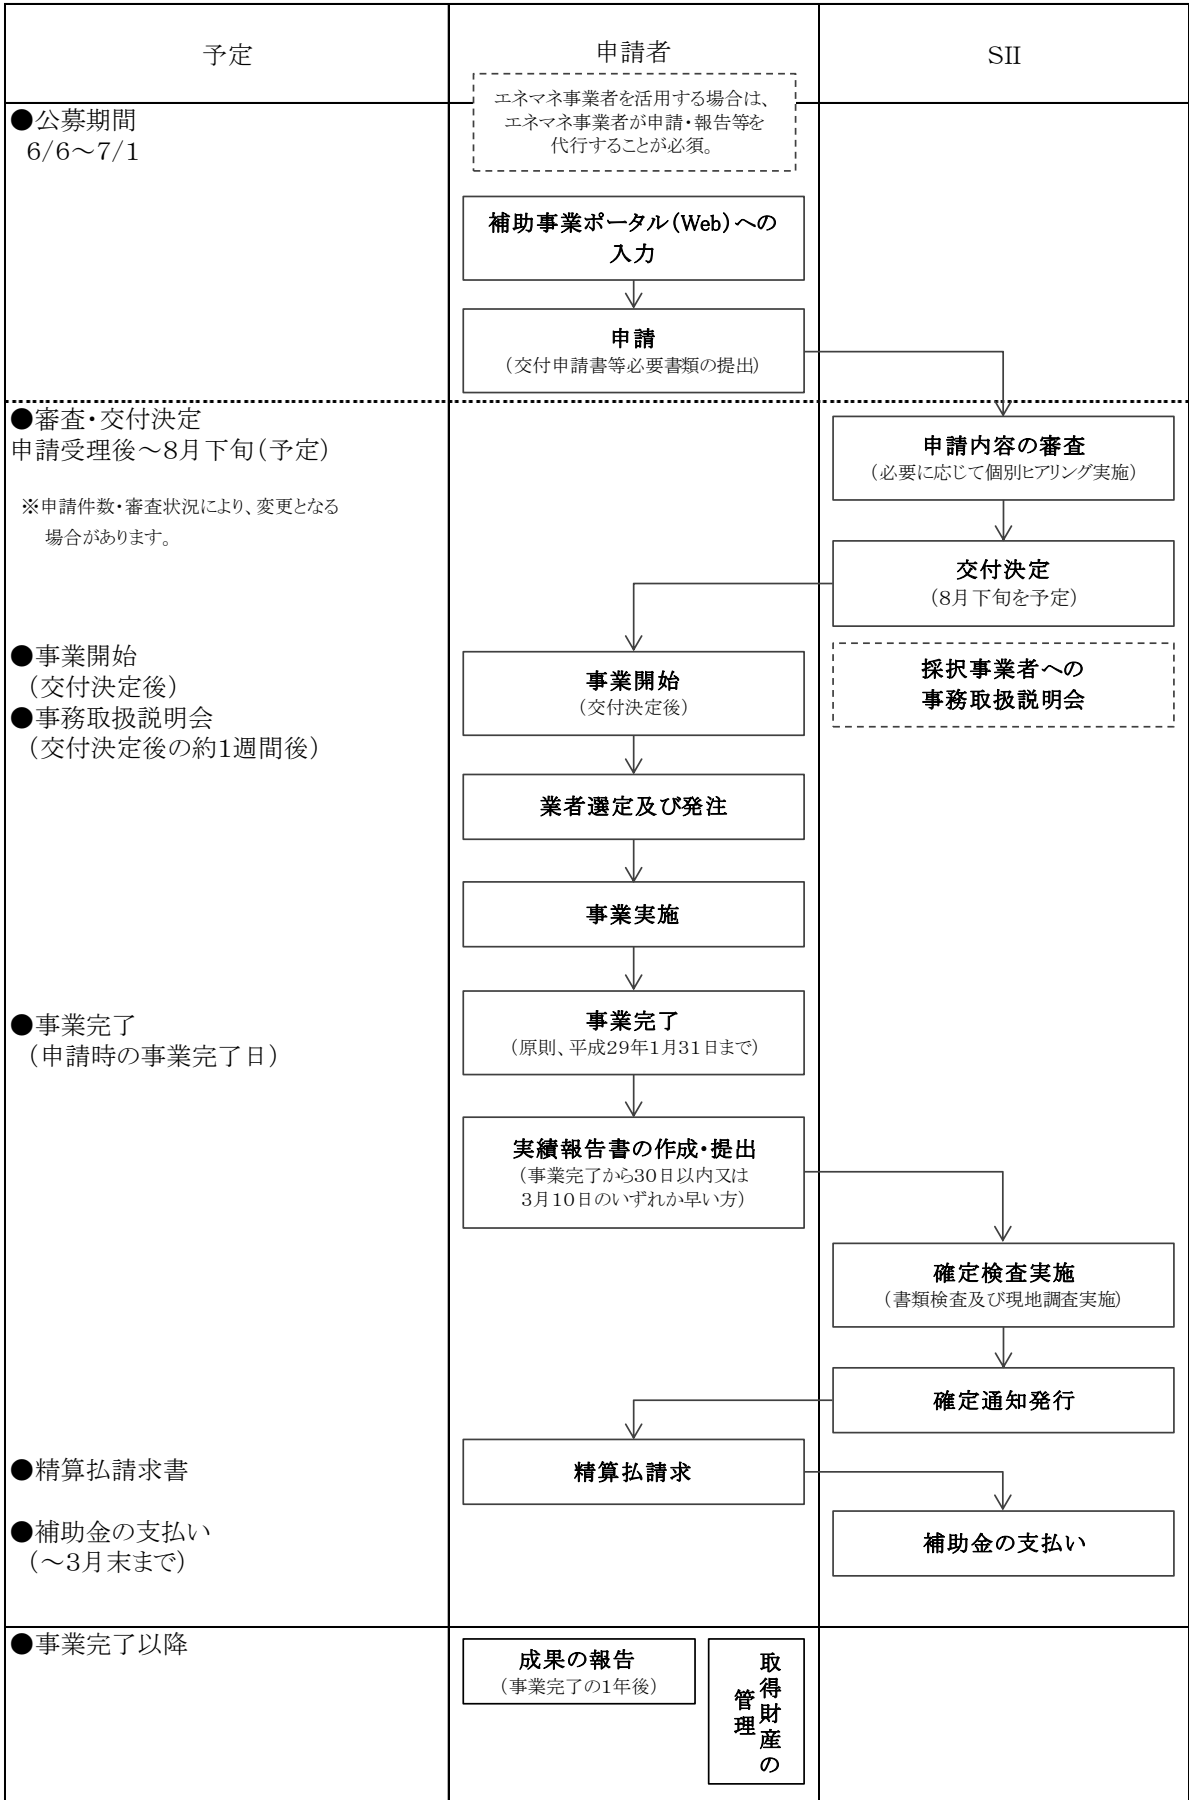 予定
申請者
SII
エネマネ事業者を活用する場合は、
エネマネ事業者が申請・報告等を
代行することが必須。
●公募期間
6/6～7/1
補助事業ポータル（Web）への
入力
申請
（交付申請書等必要書類の提出）
●審査・交付決定
申請受理後～8月下旬（予定）
※申請件数・審査状況により、変更となる
場合があります。
申請内容の審査
（必要に応じて個別ヒアリング実施）
交付決定
（8月下旬を予定）
●事業開始
（交付決定後）
●事務取扱説明会
（交付決定後の約1週間後）
事業開始
（交付決定後）
採択事業者への
事務取扱説明会
業者選定及び発注
事業実施
●事業完了
（申請時の事業完了日）
事業完了
（原則、平成29年1月31日まで）
実績報告書の作成・提出
（事業完了から30日以内又は
3月10日のいずれか早い方）
確定検査実施
（書類検査及び現地調査実施）
確定通知発行
●精算払請求書
精算払請求
●補助金の支払い
（～3月末まで）
補助金の支払い
●事業完了以降
成果の報告
（事業完了の1年後）
取得財産の
管理